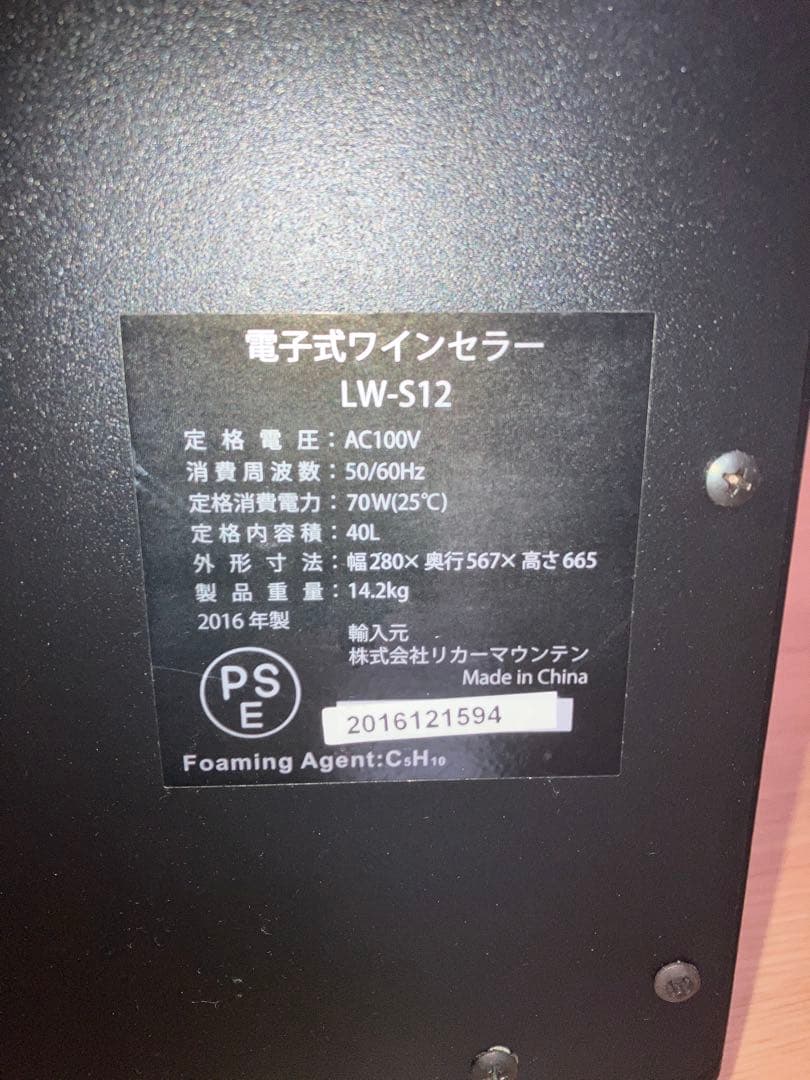 電子式ワインセラー
LW-S12
定格電圧：AC100V
消費周波数：50/60Hz
定格消費電力：70W(25℃)
定格内容積：40L
外形寸法：幅280×奥行567×高さ665
製品重量：14.2kg
2016年製
輸入元
株式会社リカーマウンテン
Made in China
PS
E
2016121594
Foaming Agent:C₅H₁₀